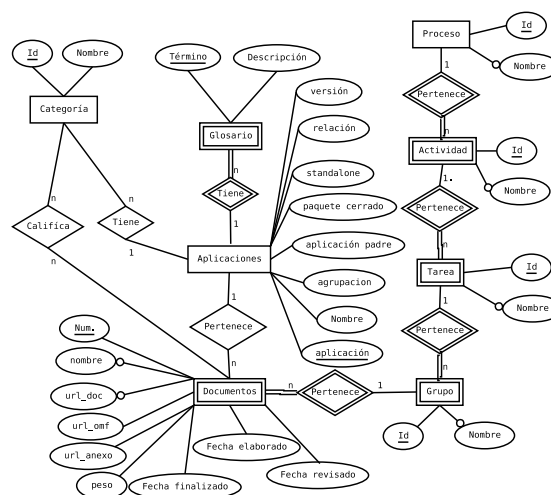 Id
Nombre
Categoría
n
n
Califica
Tiene
n
1
Término
Descripción
Glosario
n
Tiene
1
Aplicaciones
versión
relación
standalone
paquete cerrado
aplicación padre
agrupacion
Nombre
aplicación
1
Pertenece
n
Proceso
Id
Nombre
1
Pertenece
n
Actividad
Id
Nombre
1.
Pertenece
n
Tarea
Id
Nombre
1
Pertenece
n
Grupo
Id
Nombre
1
Pertenece
n
Documentos
Num.
nombre
url_doc
url_omf
url_anexo
peso
Fecha finalizado
Fecha elaborado
Fecha revisado